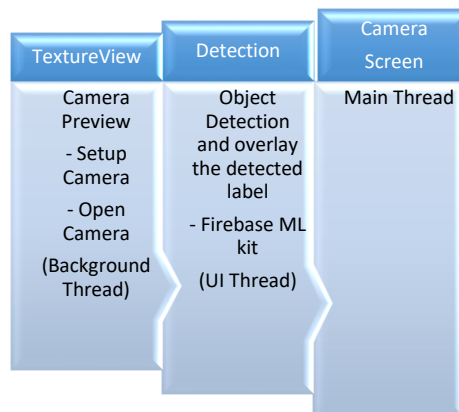 TextureView
Camera
Preview
- Setup
Camera
- Open
Camera
(Background
Thread)
Detection
Object
Detection
and overlay
the detected
label
- Firebase ML
kit
(UI Thread)
Camera
Screen
Main Thread